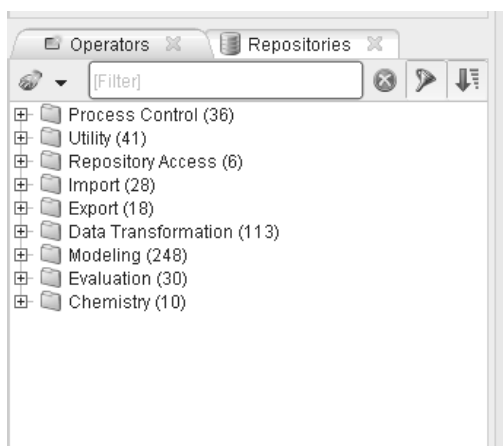 Operators Repositories
[Filter]
Process Control (36)
Utility (41)
Repository Access (6)
Import (28)
Export (18)
Data Transformation (113)
Modeling (248)
Evaluation (30)
Chemistry (10)